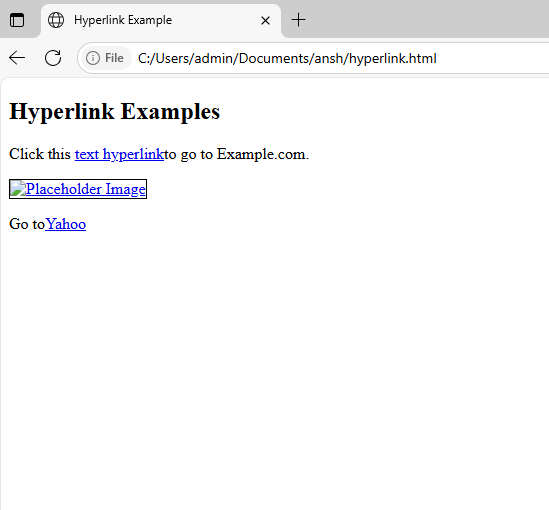 Hyperlink Example
File C:/Users/admin/Documents/ansh/hyperlink.html
Hyperlink Examples
Click this text hyperlinkto go to Example.com.
Placeholder Image
Go toYahoo